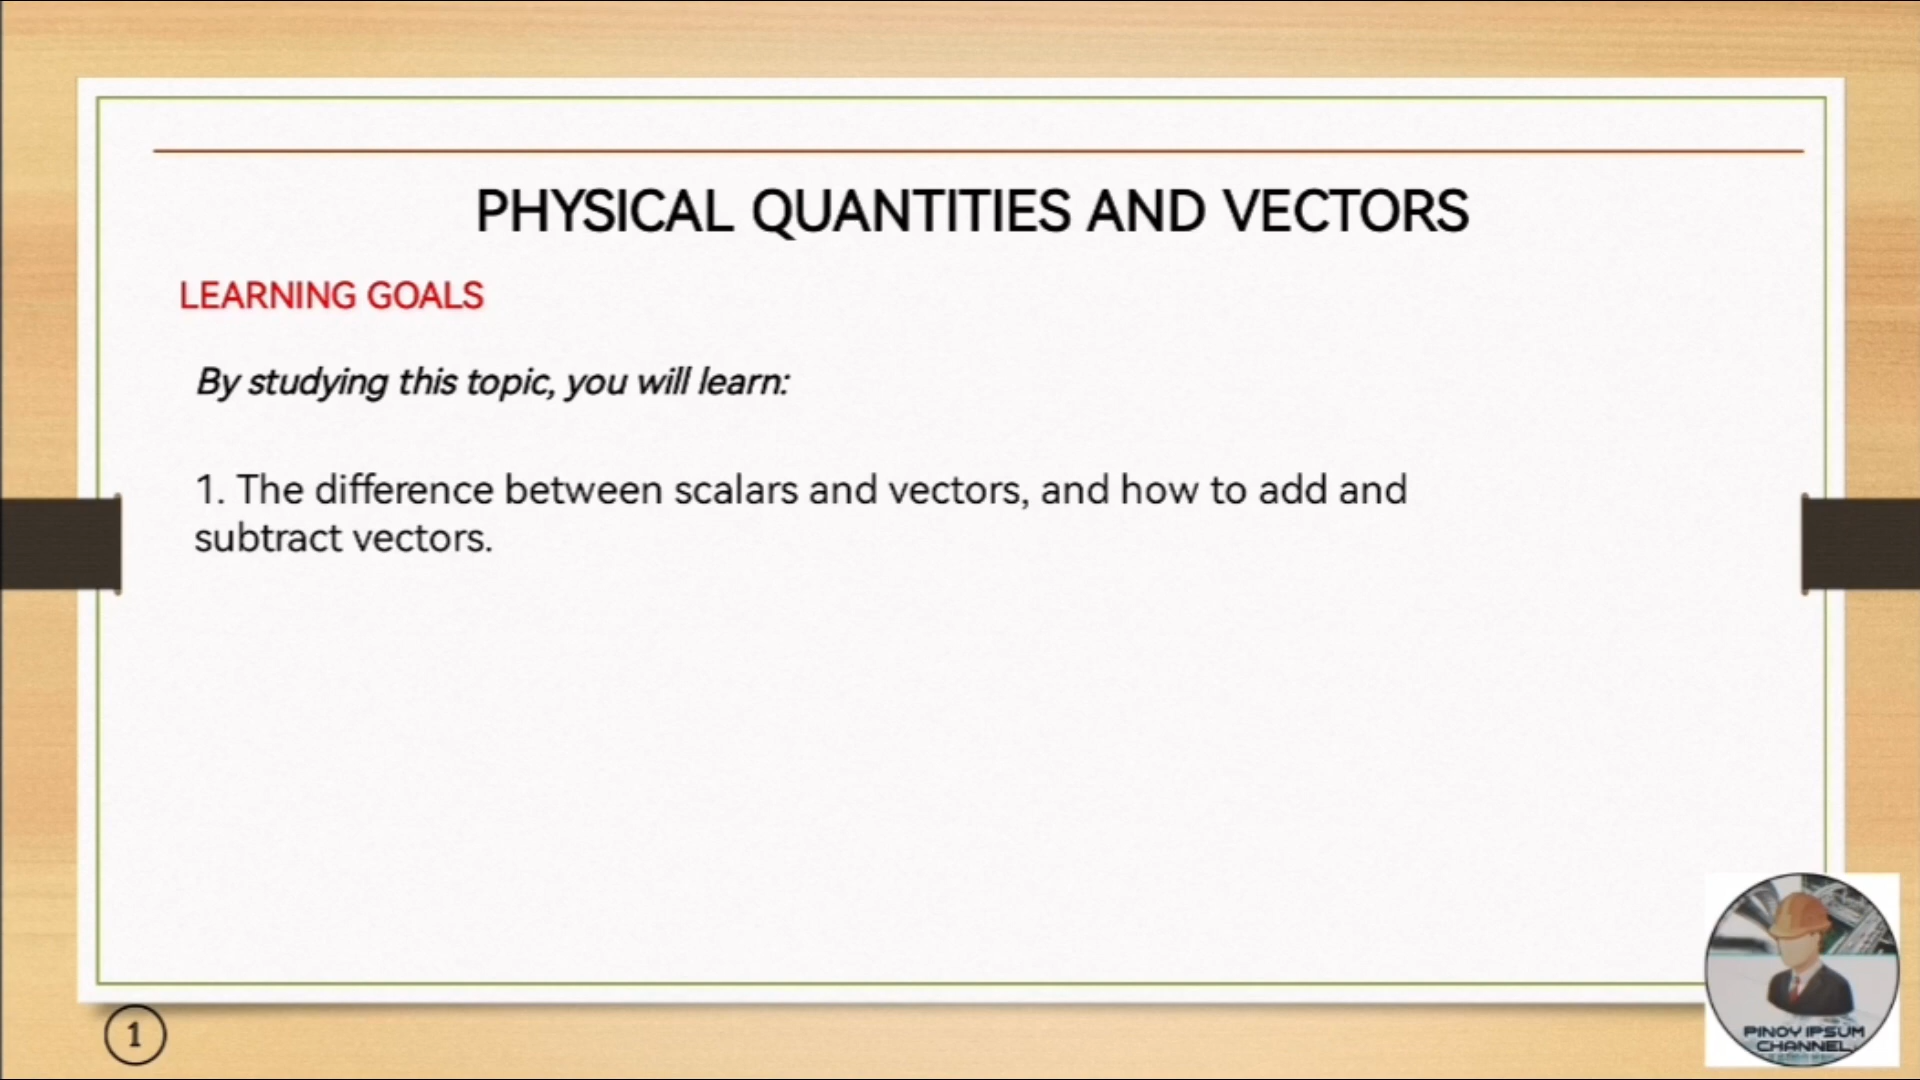 PHYSICAL QUANTITIES AND VECTORS
LEARNING GOALS
By studying this topic, you will learn:
1. The difference between scalars and vectors, and how to add and
subtract vectors.
1
PINOY IPSUM
CHANNEL